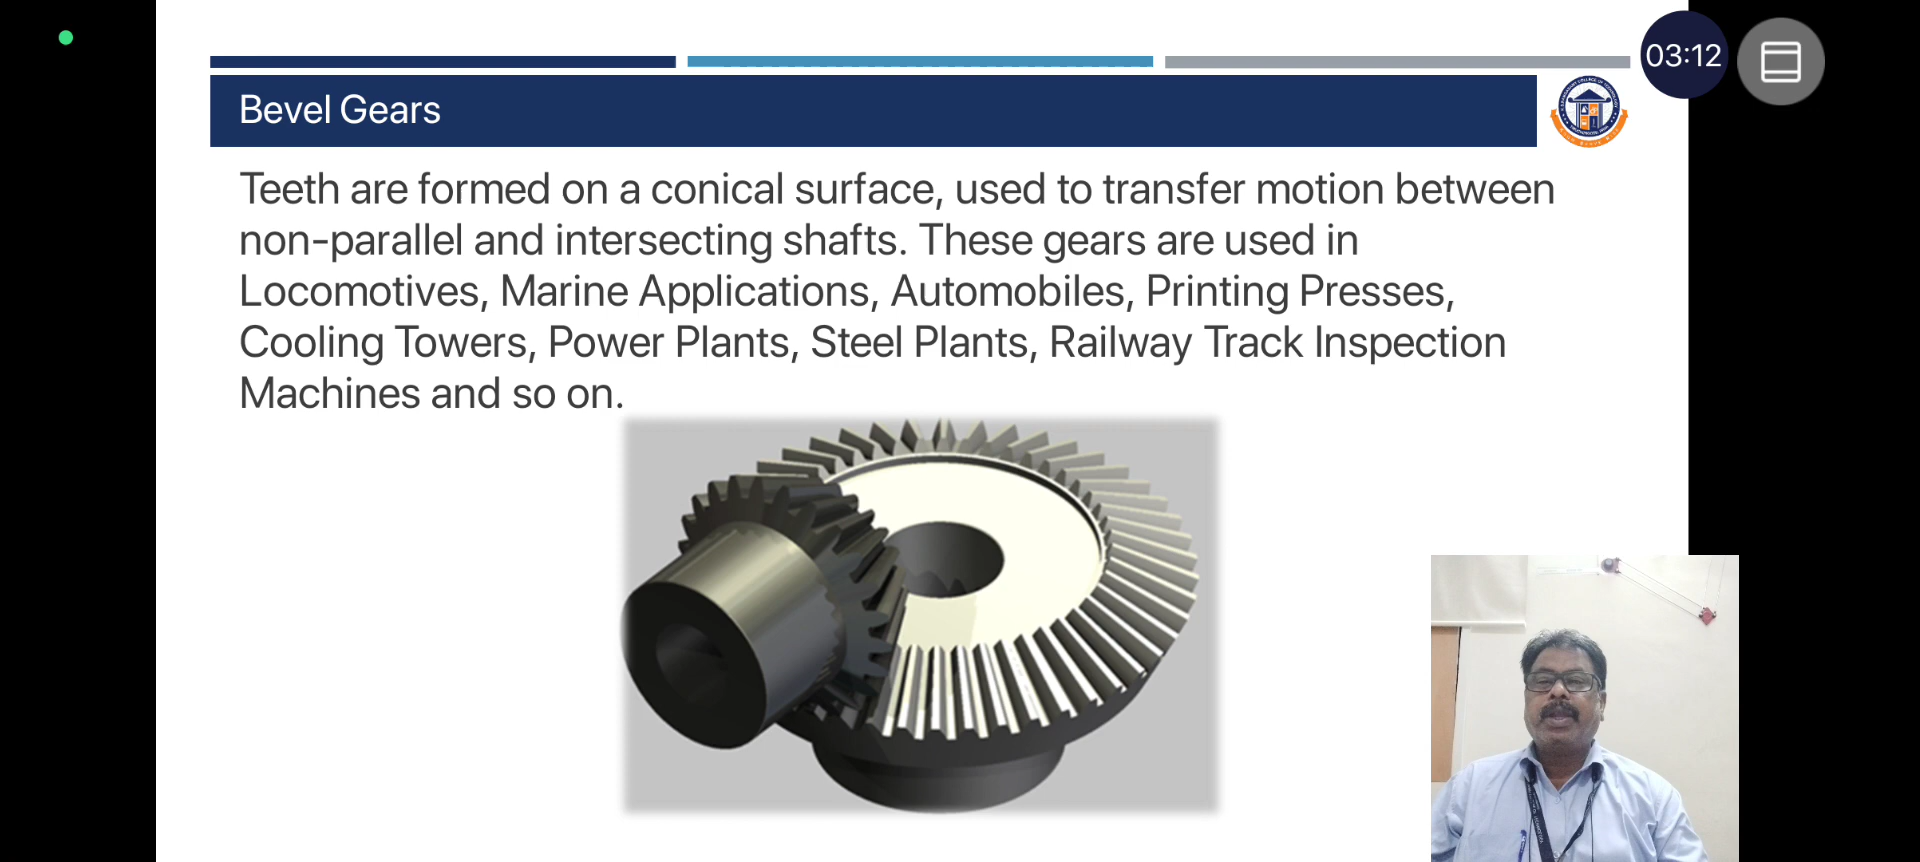 03:12
Bevel Gears
Teeth are formed on a conical surface, used to transfer motion between
non-parallel and intersecting shafts. These gears are used in
Locomotives, Marine Applications, Automobiles, Printing Presses,
Cooling Towers, Power Plants, Steel Plants, Railway Track Inspection
Machines and so on.